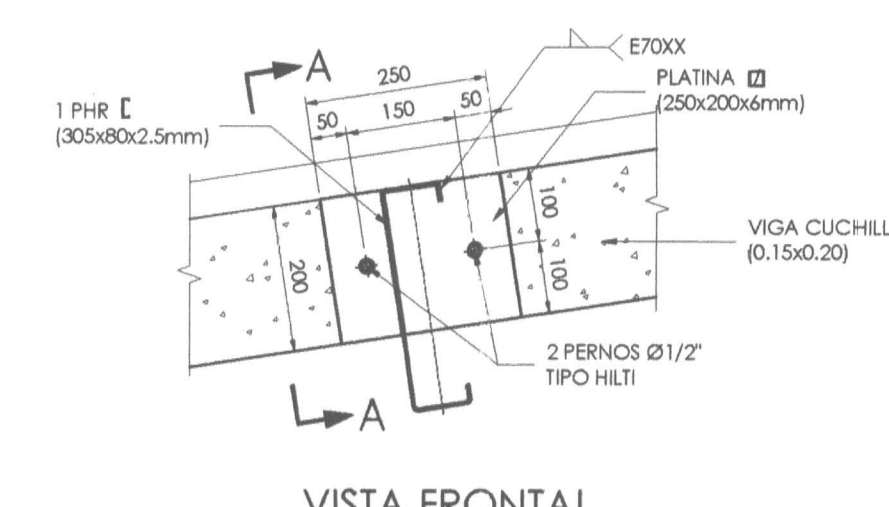 E70XX
A
250
PLATINA
(250x200x6mm)
1 PHR
(305x80x2.5mm)
50
150
50
100
VIGA CUCHILL
(0.15x0.20)
200
100
2 PERNOS Ø1/2"
TIPO HILTI
A
VISTA FRONTAL